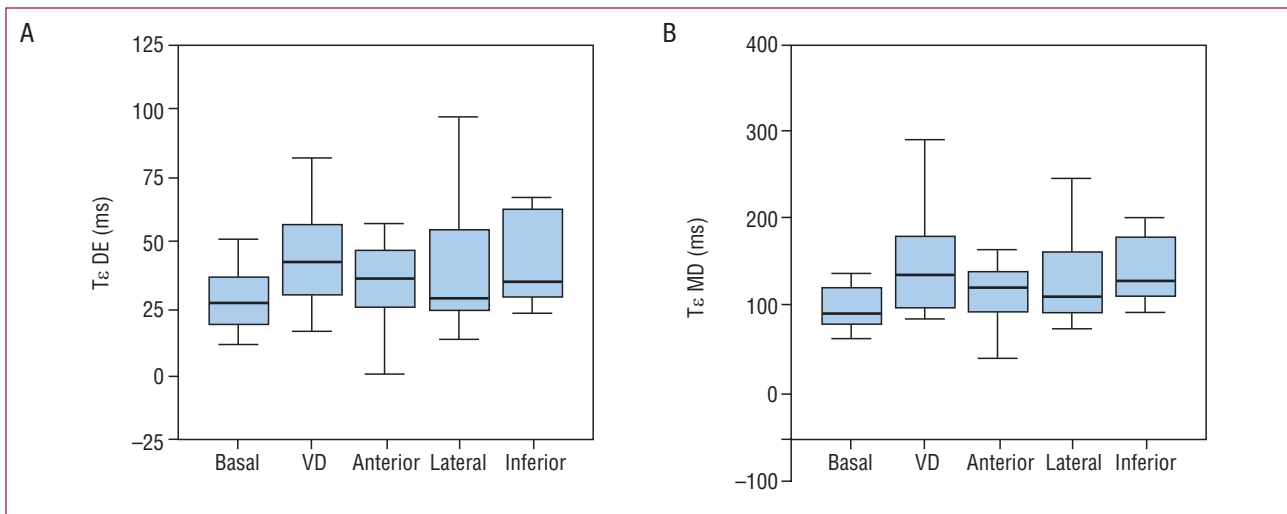 A
Tε DE (ms)
125
100
75
50
25
0
–25
Basal VD Anterior Lateral Inferior
B
Tε MD (ms)
400
300
200
100
0
–100
Basal VD Anterior Lateral Inferior